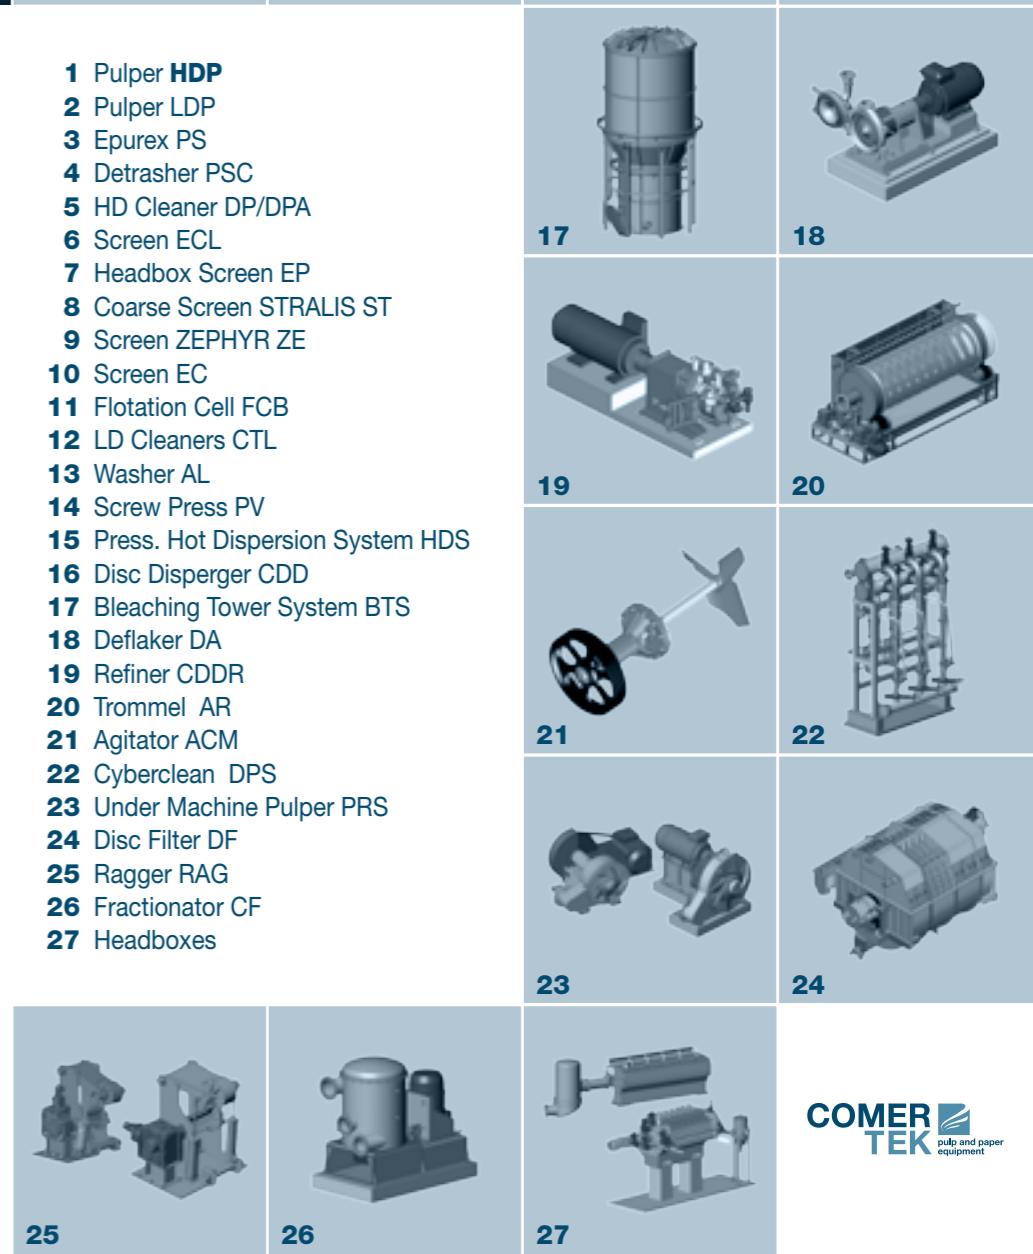 1 Pulper HDP
2 Pulper LDP
3 Epurex PS
4 Detrasher PSC
5 HD Cleaner DP/DPA
6 Screen ECL
7 Headbox Screen EP
8 Coarse Screen STRALIS ST
9 Screen ZEPHYR ZE
10 Screen EC
11 Flotation Cell FCB
12 LD Cleaners CTL
13 Washer AL
14 Screw Press PV
15 Press. Hot Dispersion System HDS
16 Disc Disperger CDD
17 Bleaching Tower System BTS
18 Deflaker DA
19 Refiner CDDR
20 Trommel AR
21 Agitator ACM
22 Cyberclean DPS
23 Under Machine Pulper PRS
24 Disc Filter DF
25 Ragger RAG
26 Fractionator CF
27 Headboxes
17
18
19
20
21
22
23
24
25
26
27
COMER
TEK
pulp and paper
equipment